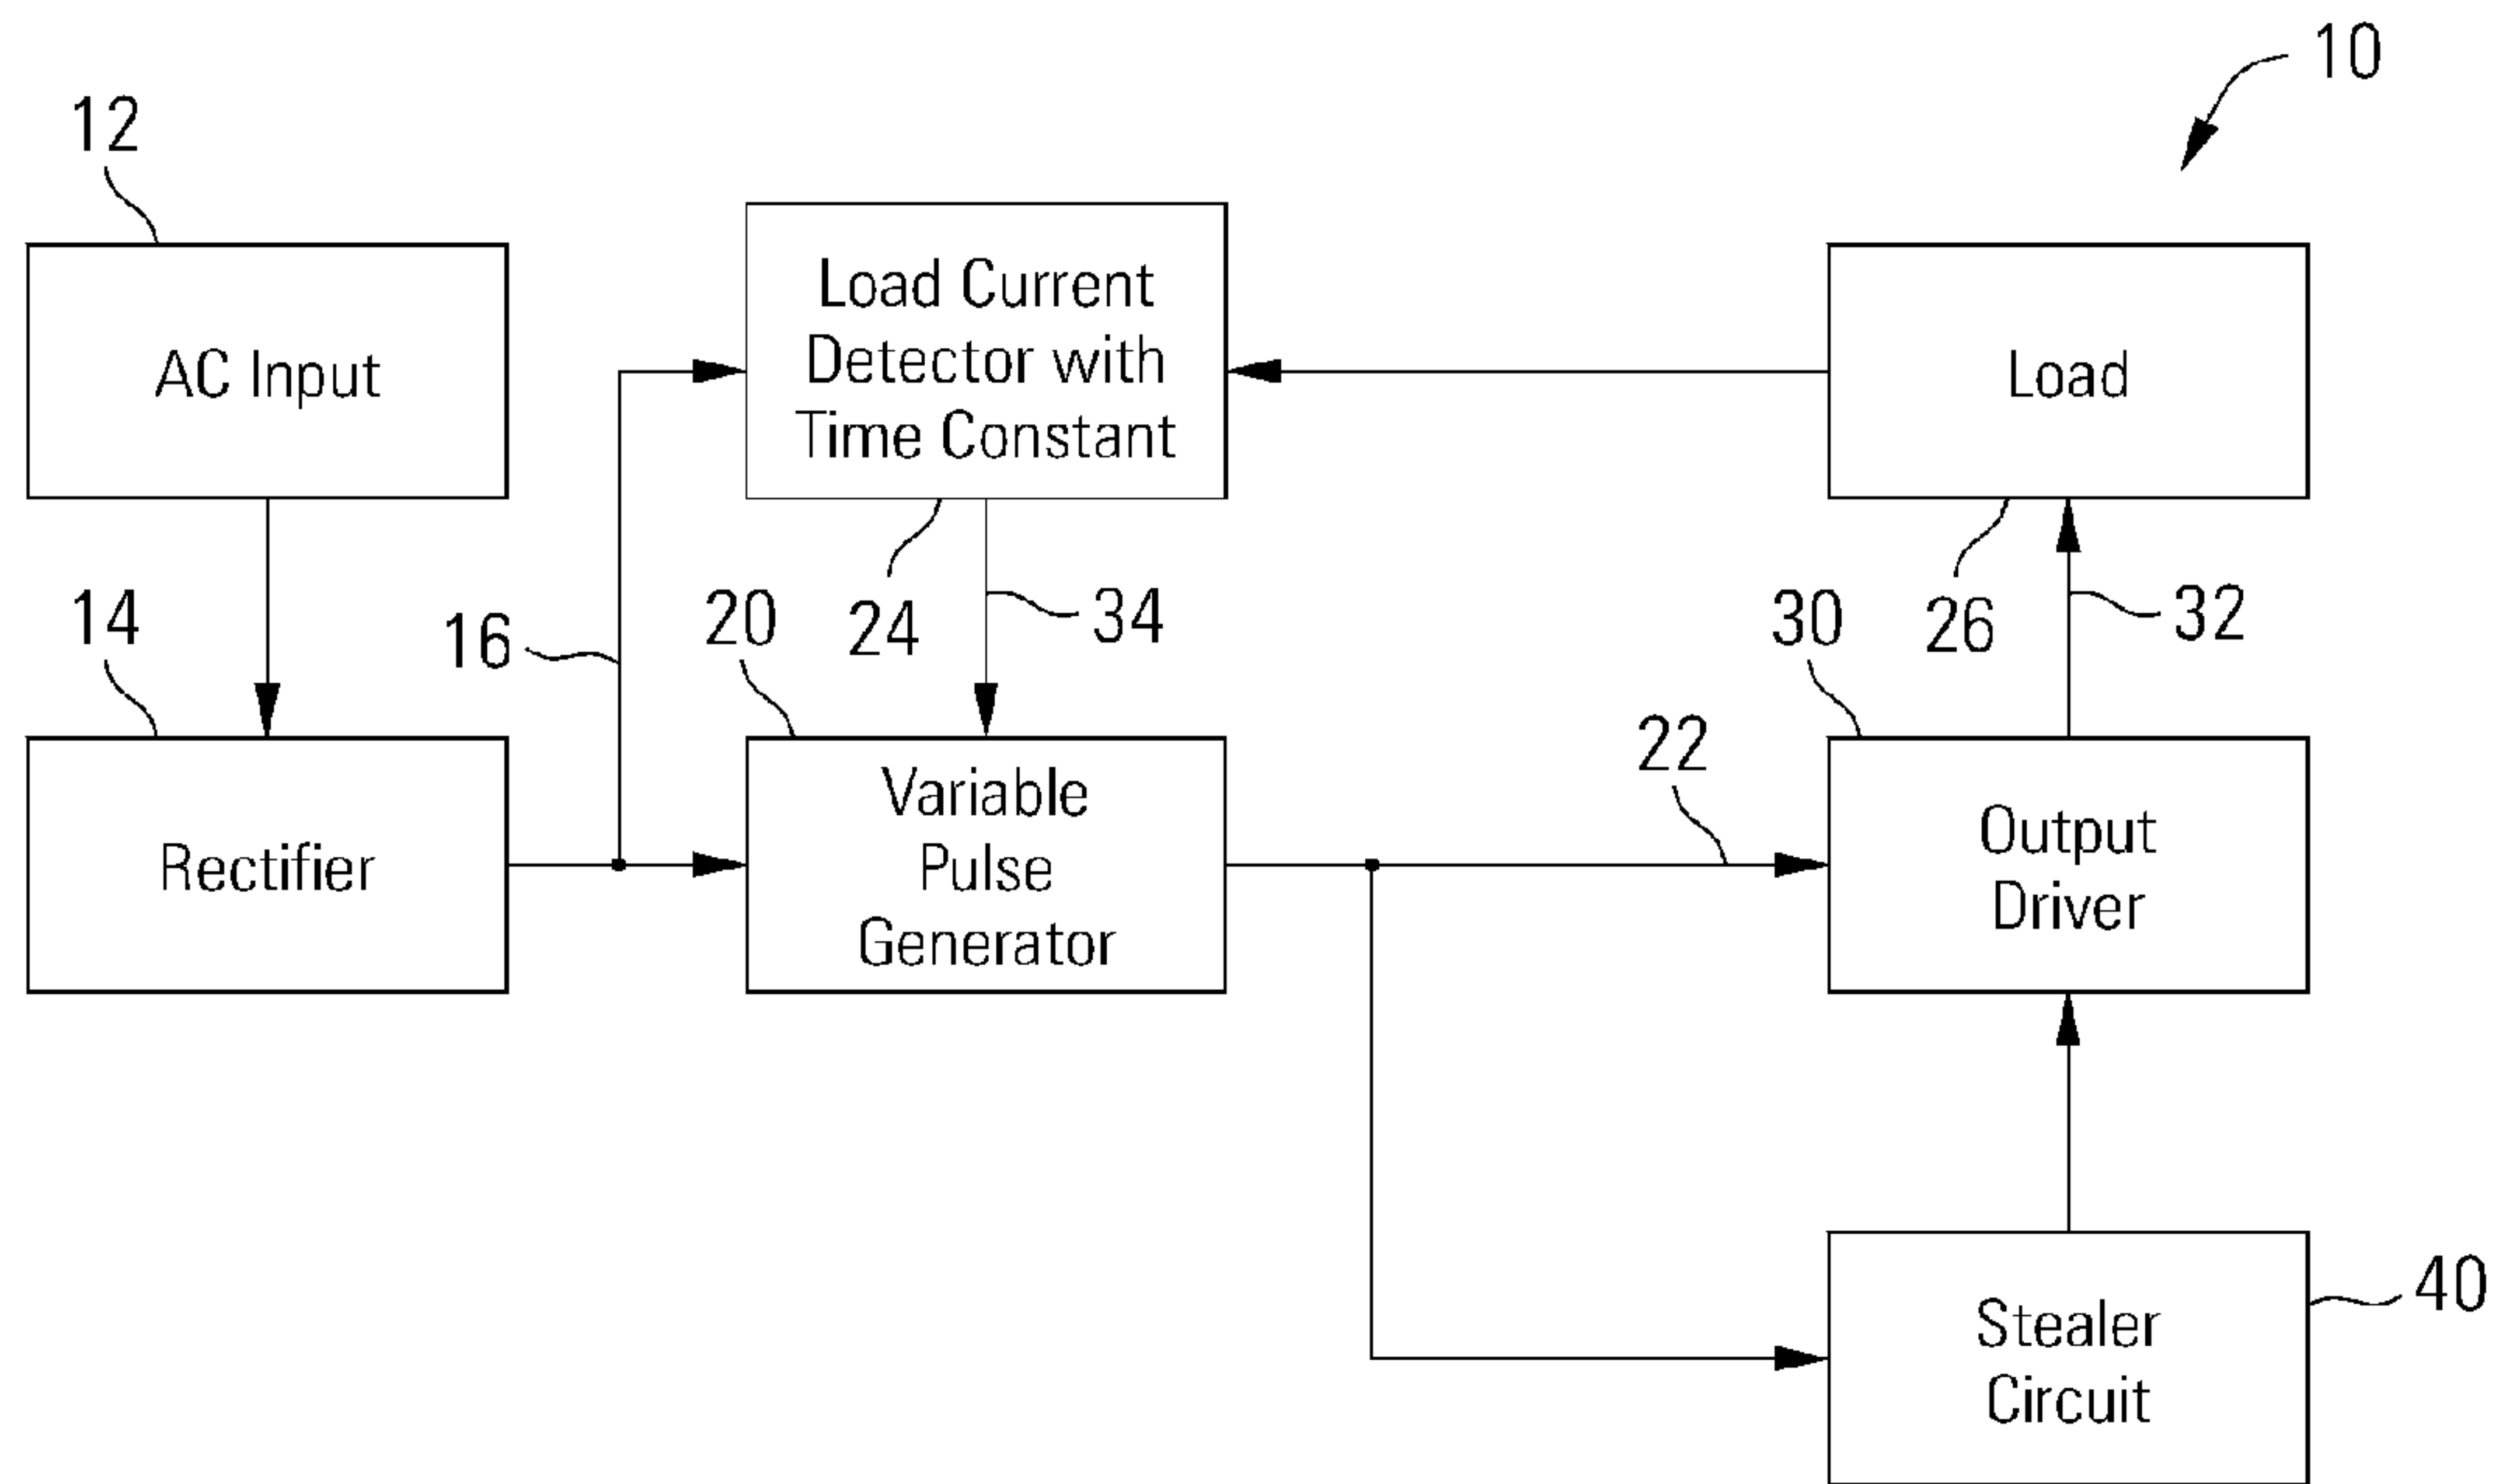 10
12
AC Input
Load Current
Detector with
Time Constant
Load
14
16
20
24
34
30
26
32
22
Rectifier
Variable
Pulse
Generator
Output
Driver
40
Stealer
Circuit